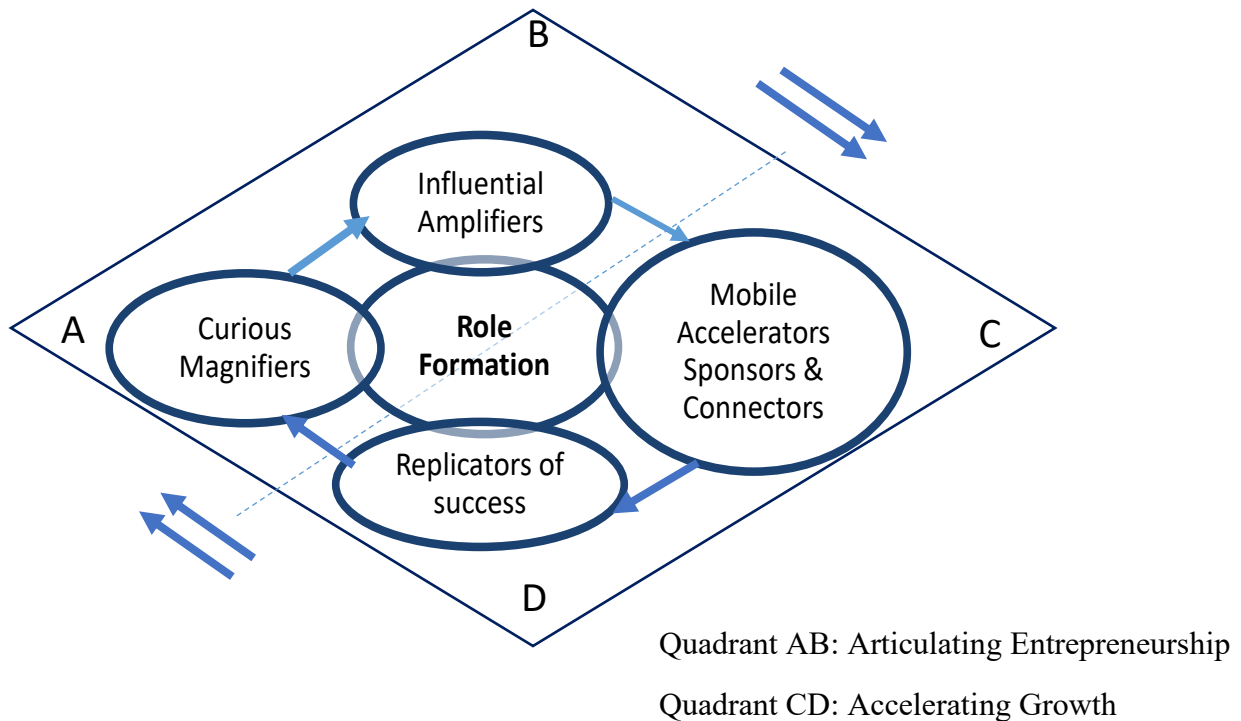 B
Influential
Amplifiers
A
Curious
Magnifiers
Role
Formation
Mobile
Accelerators
Sponsors &
Connectors
C
Replicators of
success
D
Quadrant AB: Articulating Entrepreneurship
Quadrant CD: Accelerating Growth